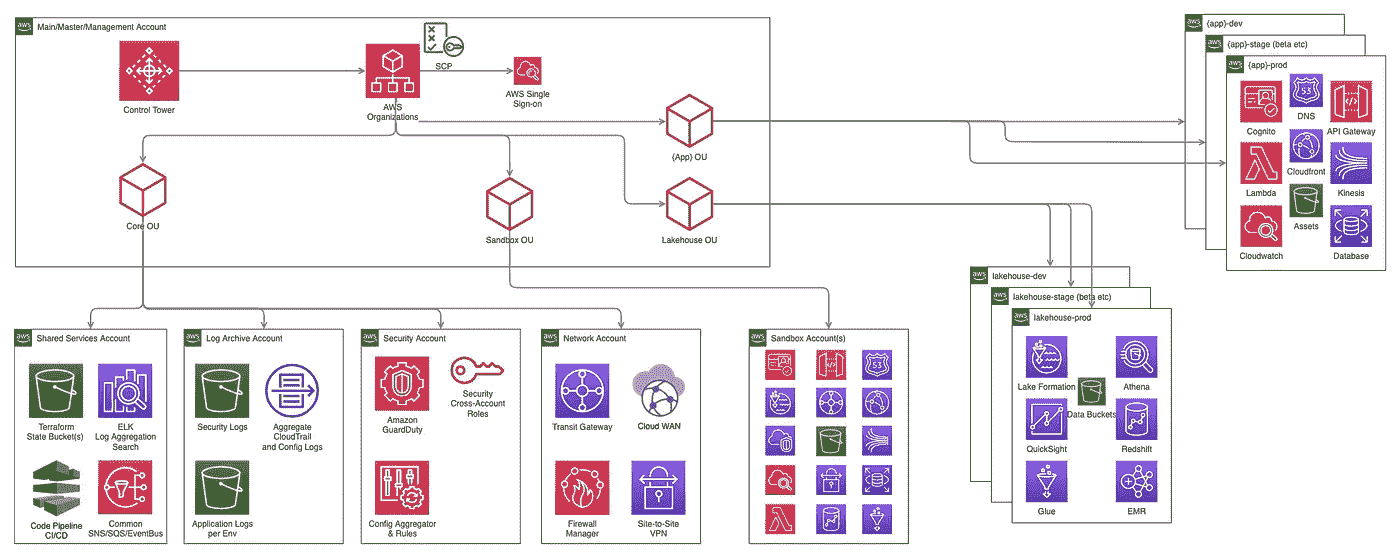 aws Main/Master/Management Account
Control Tower
AWS
Organizations
SCP
AWS Single
Sign-on
{App} OU
Core OU
Sandbox OU
Lakehouse OU
aws {app}-dev
aws {app}-stage (beta etc)
aws {app}-prod
Cognito
53
DNS
API Gateway
Lambda
Cloudfront
Kinesis
Cloudwatch
Assets
Database
aws lakehouse-dev
aws lakehouse-stage (beta etc)
aws lakehouse-prod
Lake Formation
Athena
Data Buckets
QuickSight
Redshift
Glue
EMR
aws Shared Services Account
Terraform
State Bucket(s)
ELK
Log Aggregation
Search
Code Pipeline
CI/CD
Common
SNS/SQS/EventBus
aws Log Archive Account
Security Logs
Aggregate
CloudTrail
and Config Logs
Application Logs
per Env
aws Security Account
Amazon
GuardDuty
Security
Cross-Account
Roles
Config Aggregator
& Rules
aws Network Account
Transit Gateway
Cloud WAN
Firewall
Manager
Site-to-Site
VPN
aws Sandbox Account(s)
53